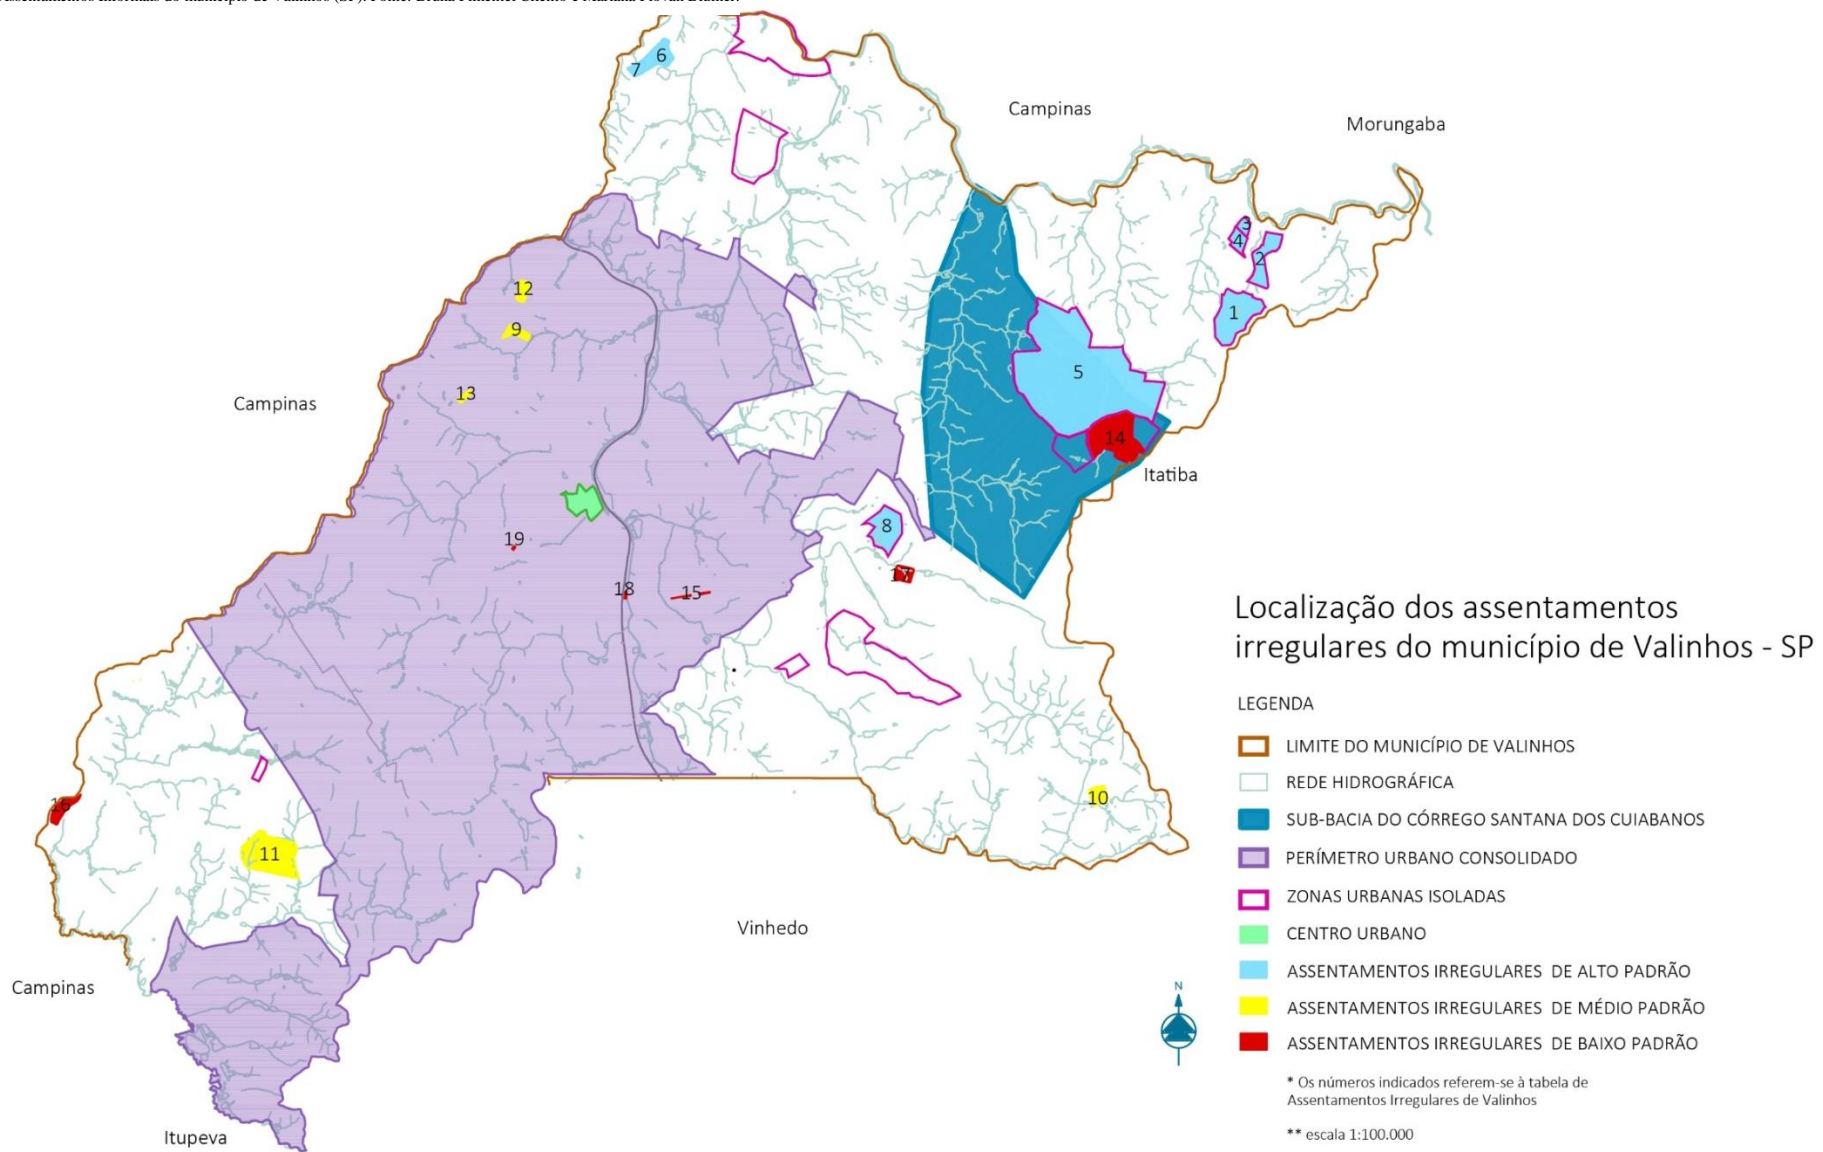 6
7
Campinas
Morungaba
3
4
2
1
12
9
5
13
Campinas
14
Itatiba
8
19
17
18
15
Localização dos assentamentos
irregulares do município de Valinhos - SP
LEGENDA
LIMITE DO MUNICÍPIO DE VALINHOS
REDE HIDROGRÁFICA
SUB-BACIA DO CÓRREGO SANTANA DOS CUIABANOS
PERÍMETRO URBANO CONSOLIDADO
ZONAS URBANAS ISOLADAS
CENTRO URBANO
ASSENTAMENTOS IRREGULARES DE ALTO PADRÃO
ASSENTAMENTOS IRREGULARES DE MÉDIO PADRÃO
ASSENTAMENTOS IRREGULARES DE BAIXO PADRÃO
* Os números indicados referem-se à tabela de
Assentamentos Irregulares de Valinhos
** escala 1:100.000
10
16
11
Vinhedo
Campinas
N
Itupeva